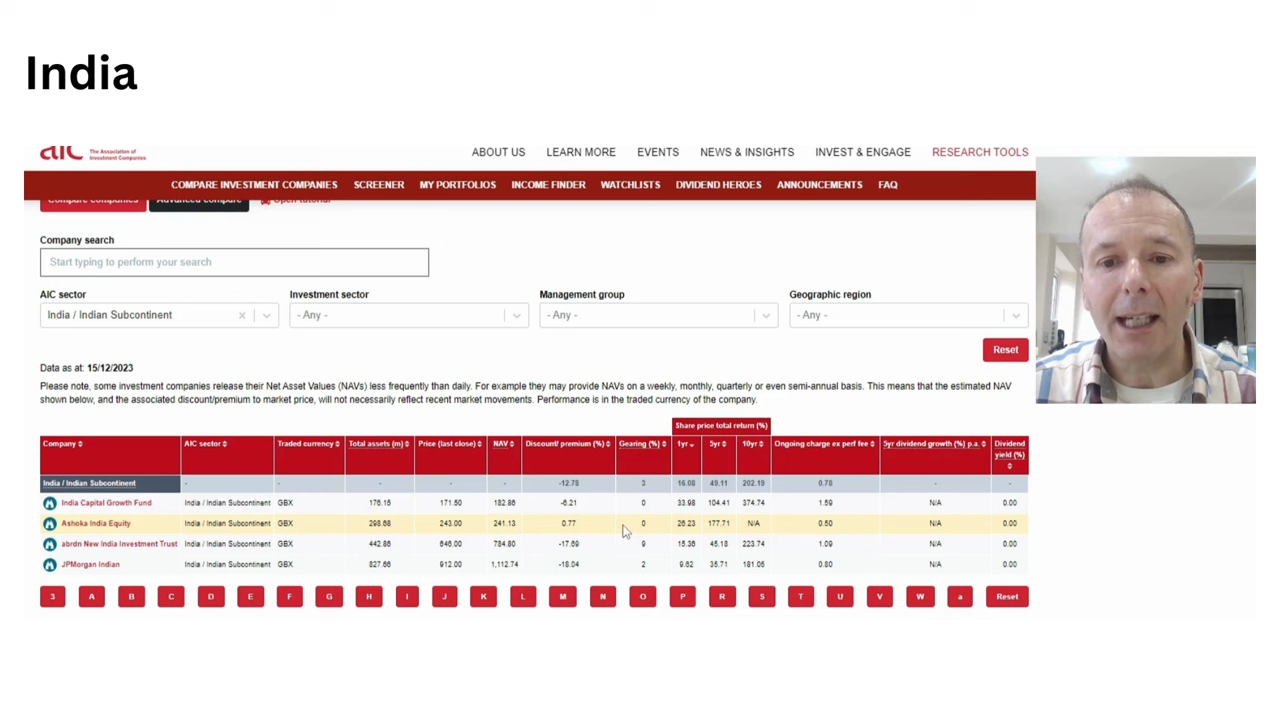 India
aic The Association of
Investment Companies
ABOUT US LEARN MORE EVENTS NEWS & INSIGHTS INVEST & ENGAGE RESEARCH TOOLS
COMPARE INVESTMENT COMPANIES SCREENER MY PORTFOLIOS INCOME FINDER WATCHLISTS DIVIDEND HEROES ANNOUNCEMENTS FAQ
Compare companies Advanced compare Open tutorial
Company search
Start typing to perform your search
AIC sector Investment sector Management group Geographic region
India / Indian Subcontinent - Any - - Any - - Any -
Reset
Data as at: 15/12/2023
Please note, some investment companies release their Net Asset Values (NAVs) less frequently than daily. For example they may provide NAVs on a weekly, monthly, quarterly or even semi-annual basis. This means that the estimated NAV
shown below, and the associated discount/premium to market price, will not necessarily reflect recent market movements. Performance is in the traded currency of the company.
Share price total return (%)
Company AIC sector Traded currency Total assets (m) Price (last close) NAV Discount/ premium (%) Gearing (%) 1yr 5yr 10yr Ongoing charge ex perf fee 5yr dividend growth (%) p.a. Dividend
yield (%)
India / Indian Subcontinent - - - - - -12.78 3 16.08 49.11 202.19 0.78 - -
India Capital Growth Fund India / Indian Subcontinent GBX 176.15 171.50 182.86 -6.21 0 33.98 104.41 374.74 1.59 N/A 0.00
Ashoka India Equity India / Indian Subcontinent GBX 298.68 243.00 241.13 0.77 0 26.23 177.71 N/A 0.50 N/A 0.00
abrdn New India Investment Trust India / Indian Subcontinent GBX 442.86 646.00 784.80 -17.69 9 15.36 45.18 223.74 1.09 N/A 0.00
JPMorgan Indian India / Indian Subcontinent GBX 827.66 912.00 1,112.74 -18.04 2 9.62 35.71 181.06 0.80 N/A 0.00
3 A B C D E F G H I J K L M N O P R S T U V W a Reset